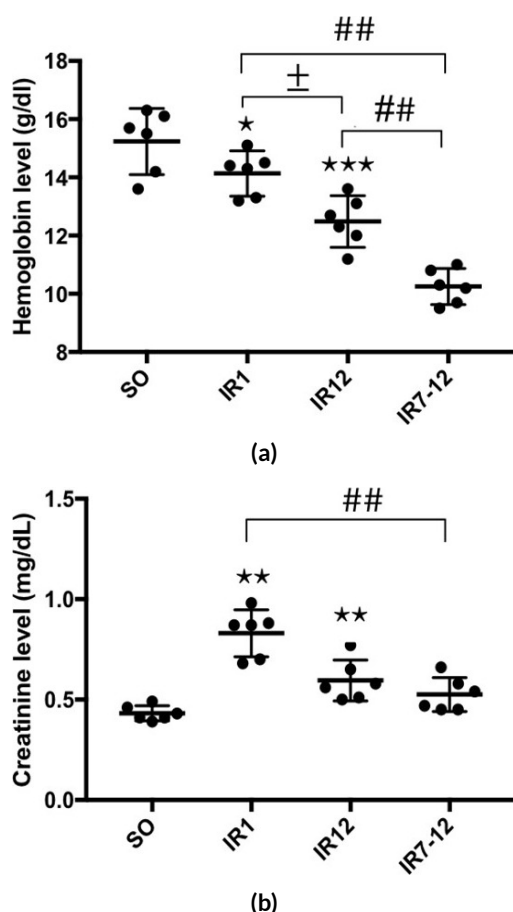 ##
18
±
##
16
★
★★★
14
12
10
8
Hemoglobin level (g/dl)
SO
IR1
IR12
IR7-12
(a)
##
1.5
★★
★★
1.0
0.5
0.0
Creatinine level (mg/dL)
SO
IR1
IR12
IR7-12
(b)